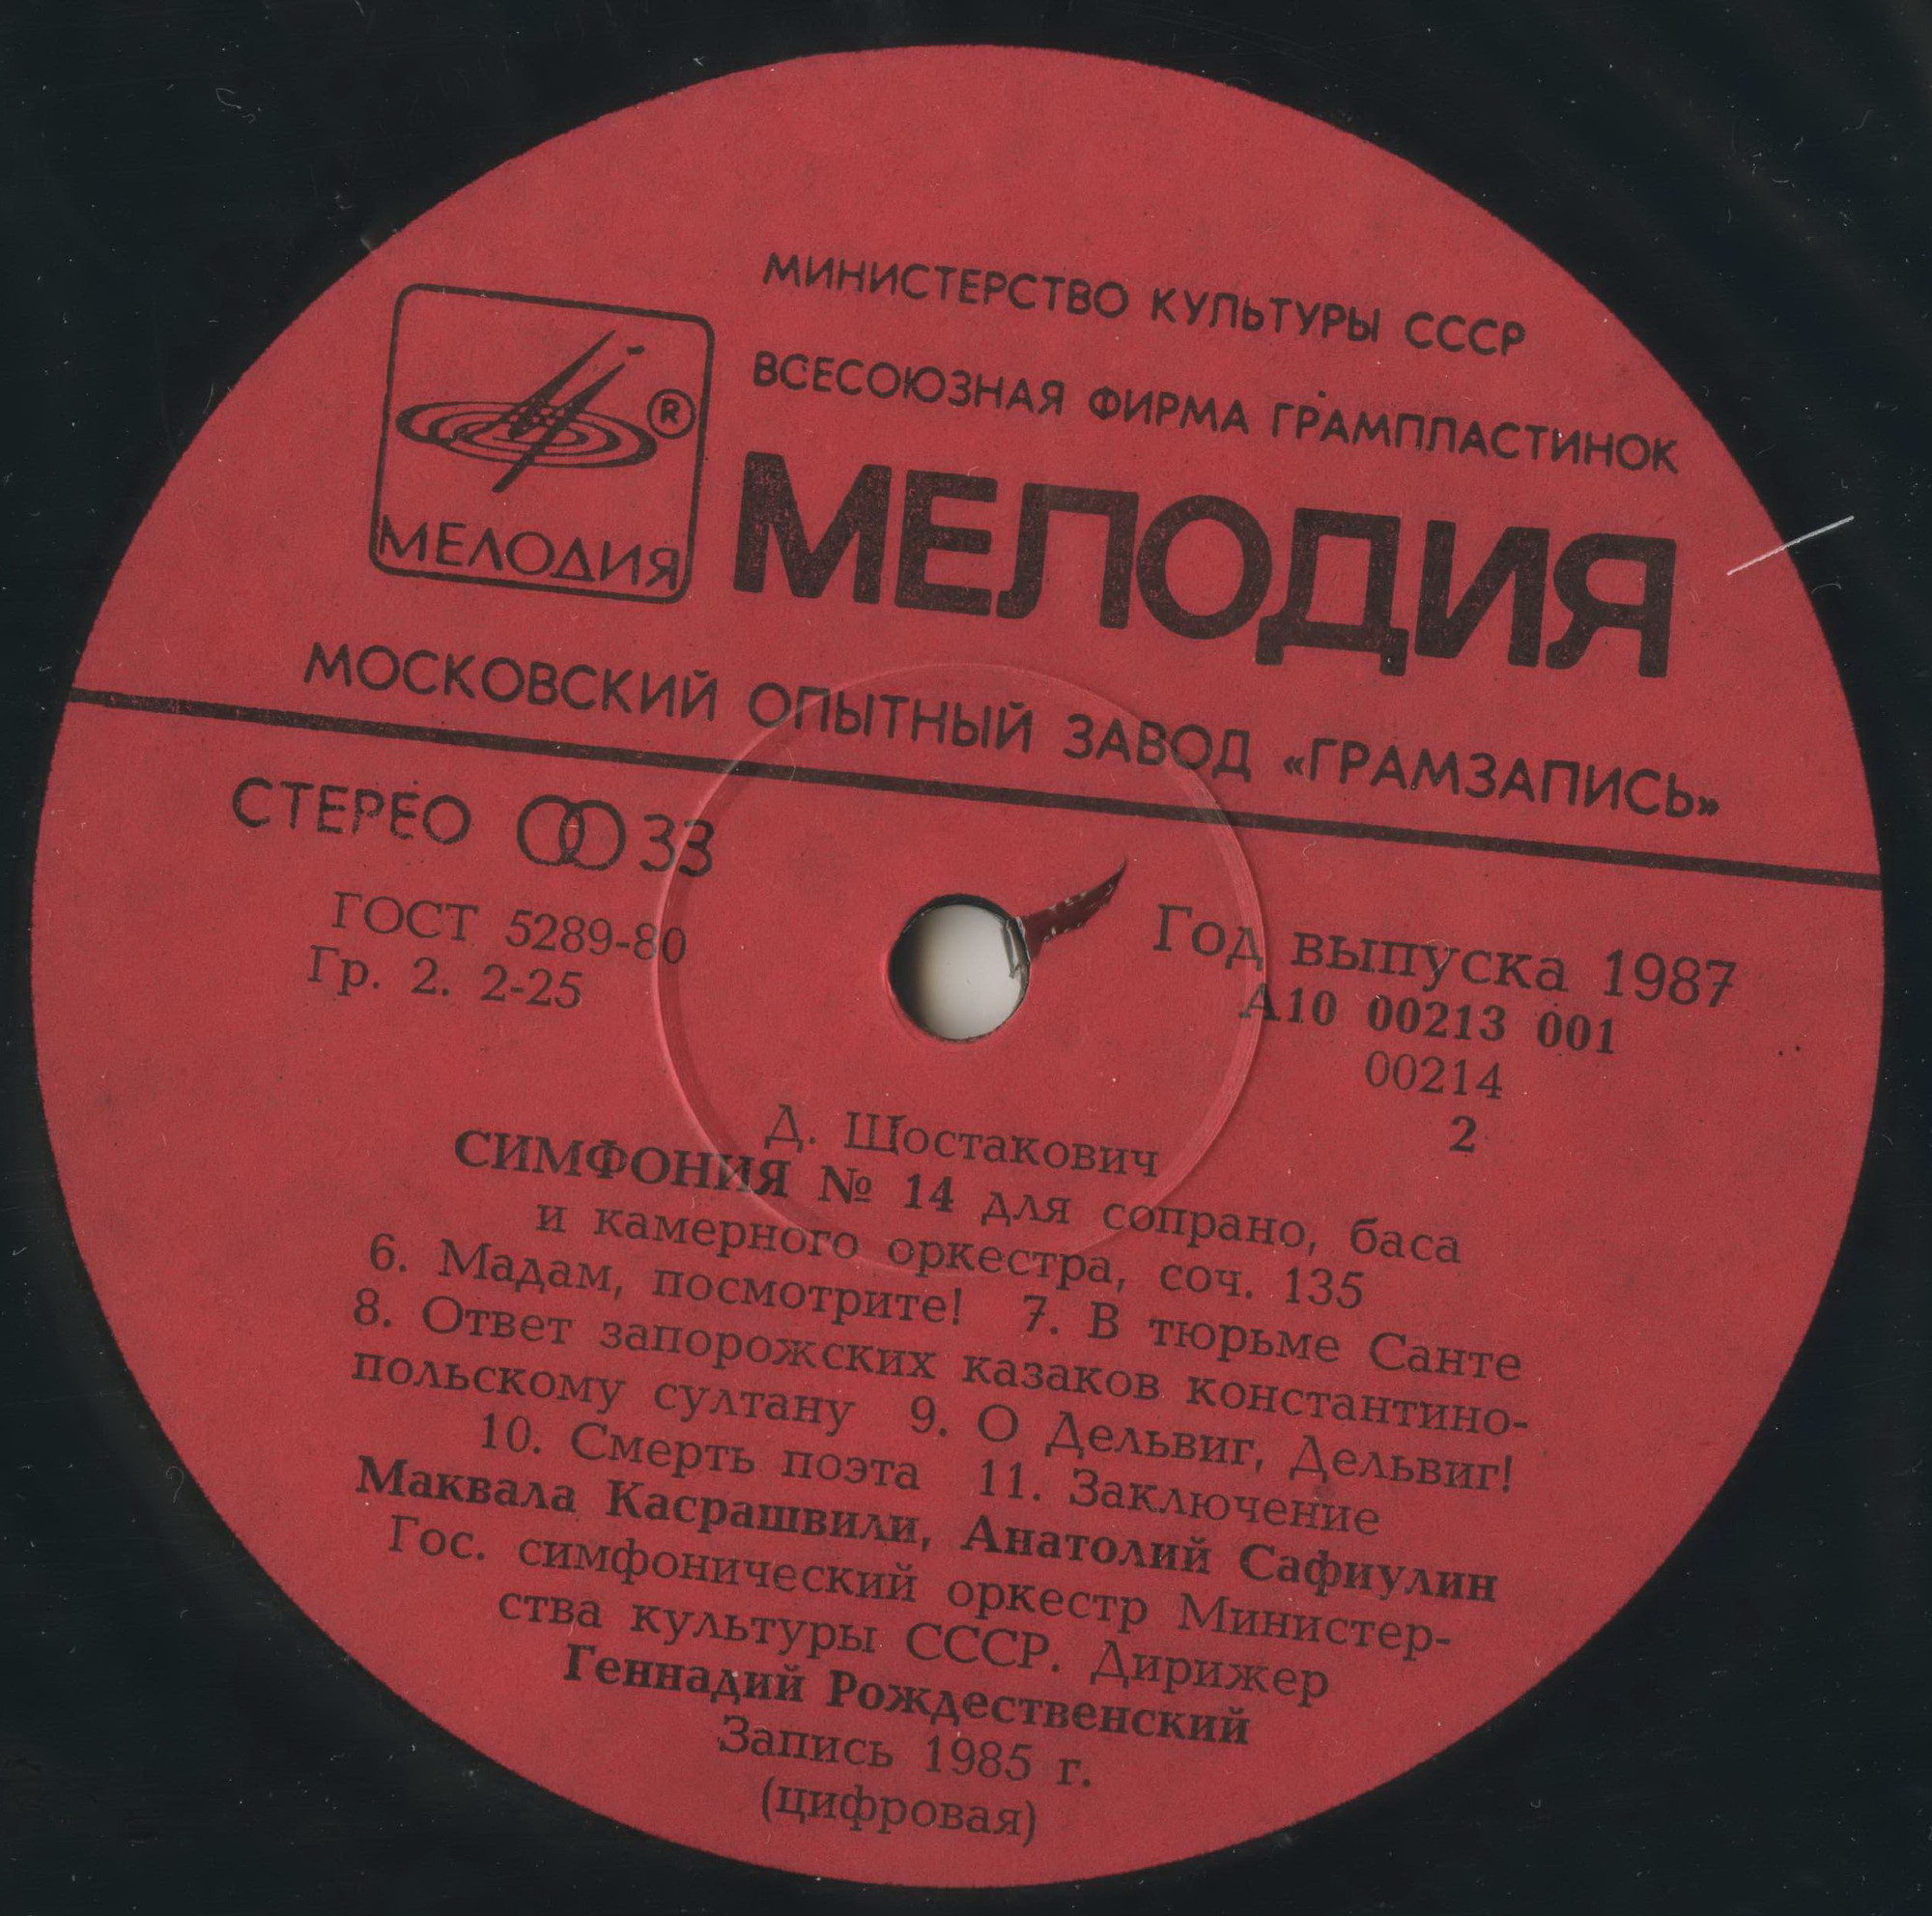 МИНИСТЕРСТВО КУЛЬТУРЫ СССР
ВСЕСОЮЗНАЯ ФИРМА ГРАМПЛАСТИНОК
®
МЕЛОДИЯ
МЕЛОДИЯ
МОСКОВСКИЙ ОПЫТНЫЙ ЗАВОД «ГРАМЗАПИСЬ»
СТЕРЕО 33
ГОСТ 5289-80
Гр. 2. 2-25
Год выпуска 1987
А10 00213 001
00214
2
Д. Шостакович
СИМФОНИЯ № 14 для сопрано, баса
и камерного оркестра, соч. 135
6. Мадам, посмотрите! 7. В тюрьме Санте
8. Ответ запорожских казаков константино-
польскому султану 9. О Дельвиг, Дельвиг!
10. Смерть поэта 11. Заключение
Маквала Касрашвили, Анатолий Сафиулин
Гос. симфонический оркестр Министер-
ства культуры СССР. Дирижер
Геннадий Рождественский
Запись 1985 г.
(цифровая)